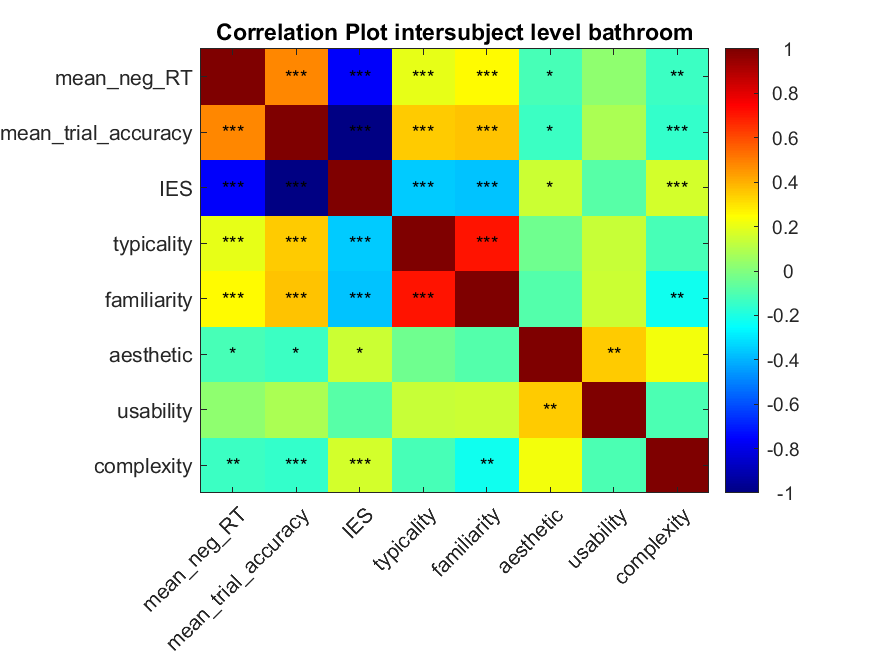 Correlation Plot intersubject level bathroom
mean_neg_RT *** *** *** *** * **
mean_trial_accuracy *** *** *** *** * ***
IES *** *** *** *** * ***
typicality *** *** *** ***
familiarity *** *** *** *** **
aesthetic * * * **
usability **
complexity ** *** *** **
mean_neg_RT
mean_trial_accuracy
IES
typicality
familiarity
aesthetic
usability
complexity
1
0.8
0.6
0.4
0.2
0
-0.2
-0.4
-0.6
-0.8
-1